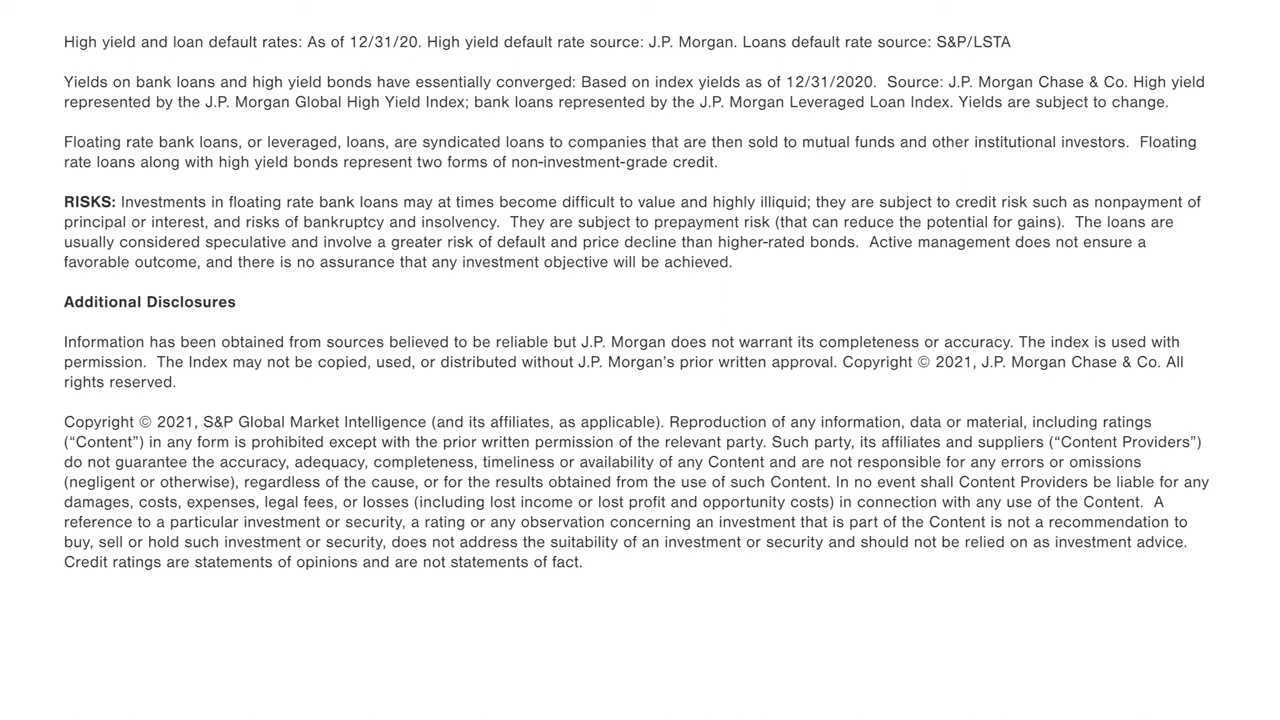 High yield and loan default rates: As of 12/31/20. High yield default rate source: J.P. Morgan. Loans default rate source: S&P/LSTA
Yields on bank loans and high yield bonds have essentially converged: Based on index yields as of 12/31/2020.  Source: J.P. Morgan Chase & Co. High yield
represented by the J.P. Morgan Global High Yield Index; bank loans represented by the J.P. Morgan Leveraged Loan Index. Yields are subject to change.
Floating rate bank loans, or leveraged, loans, are syndicated loans to companies that are then sold to mutual funds and other institutional investors.  Floating
rate loans along with high yield bonds represent two forms of non-investment-grade credit.
RISKS: Investments in floating rate bank loans may at times become difficult to value and highly illiquid; they are subject to credit risk such as nonpayment of
principal or interest, and risks of bankruptcy and insolvency.  They are subject to prepayment risk (that can reduce the potential for gains).  The loans are
usually considered speculative and involve a greater risk of default and price decline than higher-rated bonds.  Active management does not ensure a
favorable outcome, and there is no assurance that any investment objective will be achieved.
Additional Disclosures
Information has been obtained from sources believed to be reliable but J.P. Morgan does not warrant its completeness or accuracy. The index is used with
permission.  The Index may not be copied, used, or distributed without J.P. Morgan’s prior written approval. Copyright © 2021, J.P. Morgan Chase & Co. All
rights reserved.
Copyright © 2021, S&P Global Market Intelligence (and its affiliates, as applicable). Reproduction of any information, data or material, including ratings
(“Content”) in any form is prohibited except with the prior written permission of the relevant party. Such party, its affiliates and suppliers (“Content Providers”)
do not guarantee the accuracy, adequacy, completeness, timeliness or availability of any Content and are not responsible for any errors or omissions
(negligent or otherwise), regardless of the cause, or for the results obtained from the use of such Content. In no event shall Content Providers be liable for any
damages, costs, expenses, legal fees, or losses (including lost income or lost profit and opportunity costs) in connection with any use of the Content.  A
reference to a particular investment or security, a rating or any observation concerning an investment that is part of the Content is not a recommendation to
buy, sell or hold such investment or security, does not address the suitability of an investment or security and should not be relied on as investment advice.
Credit ratings are statements of opinions and are not statements of fact.